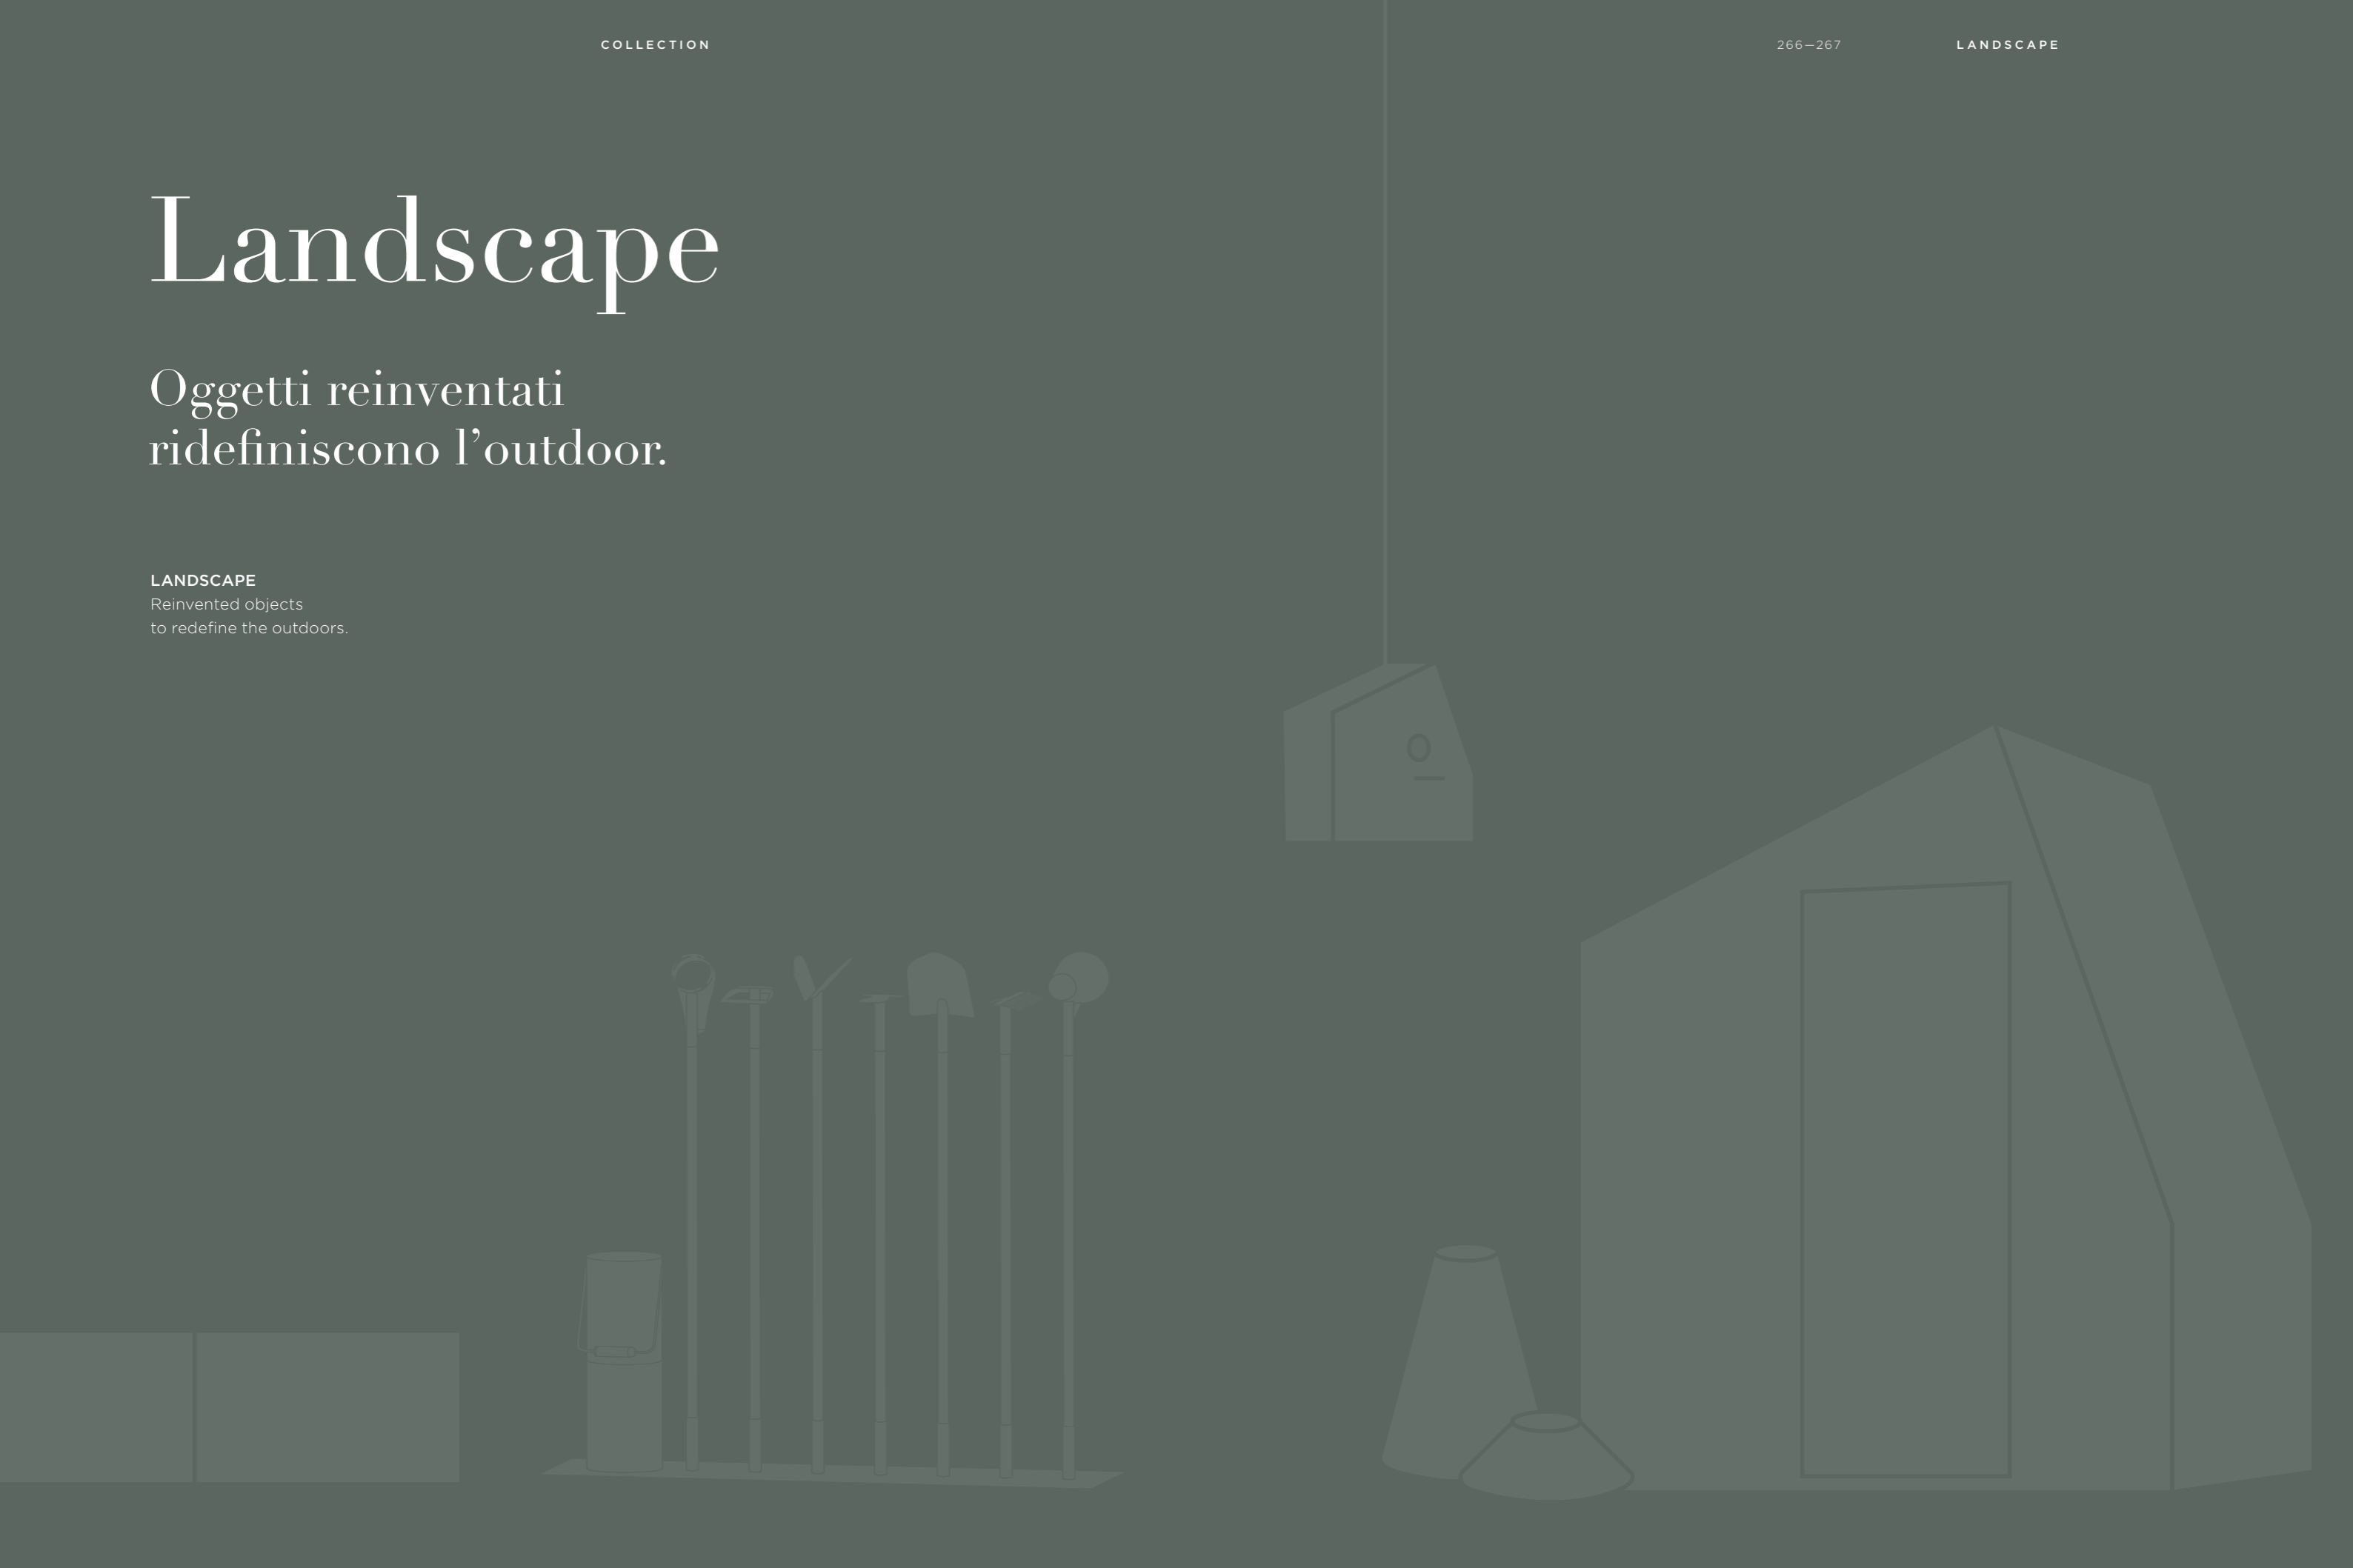 COLLECTION
266—267
LANDSCAPE
Landscape
Oggetti reinventati
ridefiniscono l’outdoor.
LANDSCAPE
Reinvented objects
to redefine the outdoors.